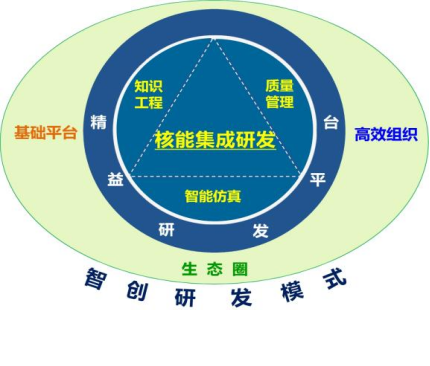 知识
工程
质量
管理
核能集成研发
智能仿真
精益研发平台
基础平台
高效组织
生态圈
智创研发模式